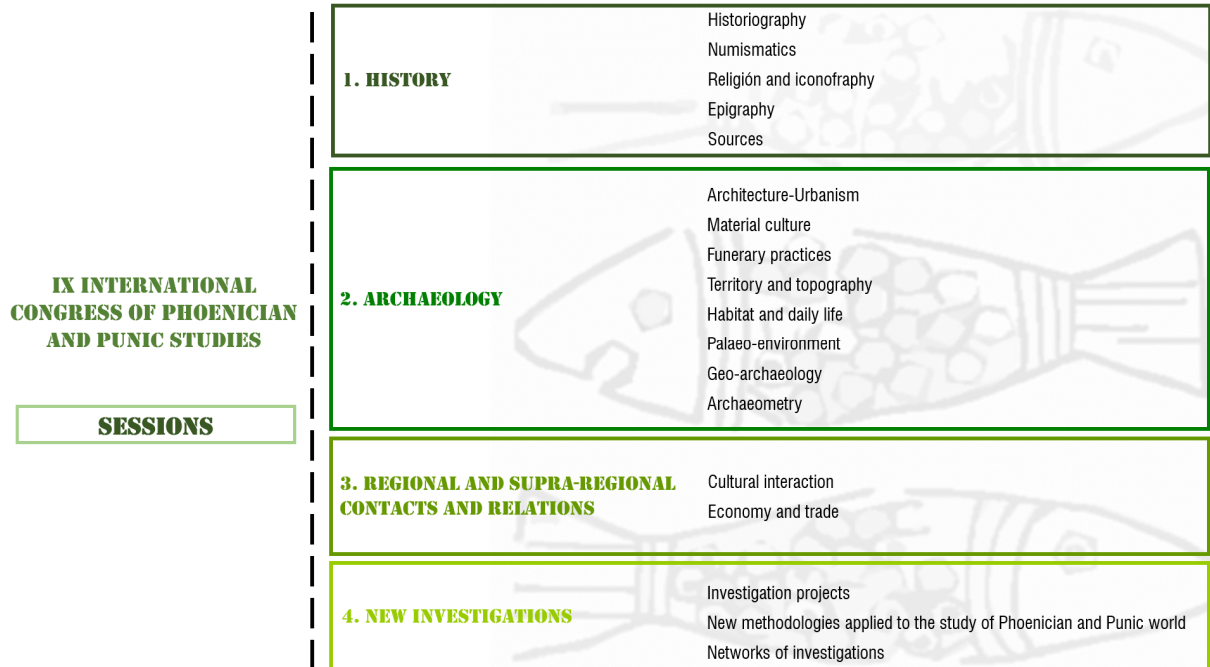 IX INTERNATIONAL
CONGRESS OF PHOENICIAN
AND PUNIC STUDIES
SESSIONS
1. HISTORY
Historiography
Numismatics
Religión and iconofraphy
Epigraphy
Sources
2. ARCHAEOLOGY
Architecture-Urbanism
Material culture
Funerary practices
Territory and topography
Habitat and daily life
Palaeo-environment
Geo-archaeology
Archaeometry
3. REGIONAL AND SUPRA-REGIONAL
CONTACTS AND RELATIONS
Cultural interaction
Economy and trade
4. NEW INVESTIGATIONS
Investigation projects
New methodologies applied to the study of Phoenician and Punic world
Networks of investigations